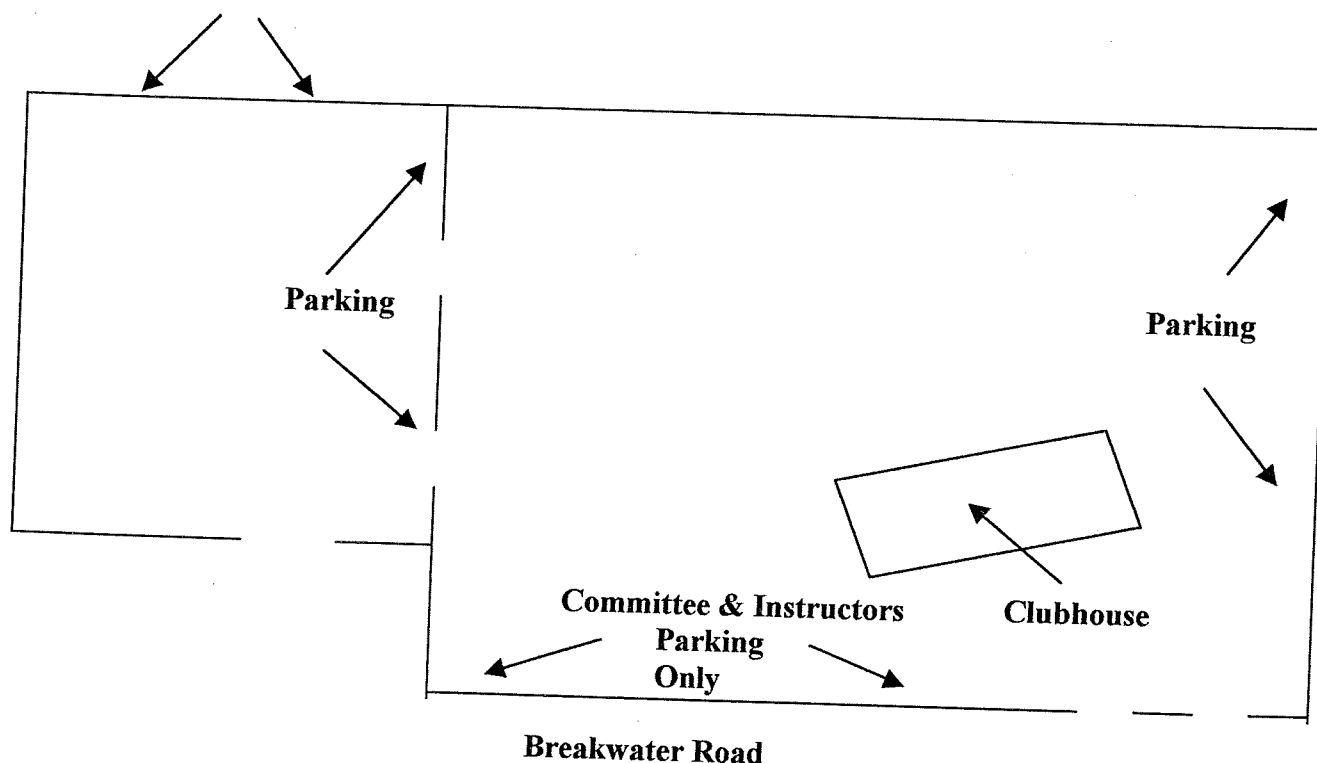 Parking
Parking
Committee & Instructors
Parking
Only
Clubhouse
Breakwater Road